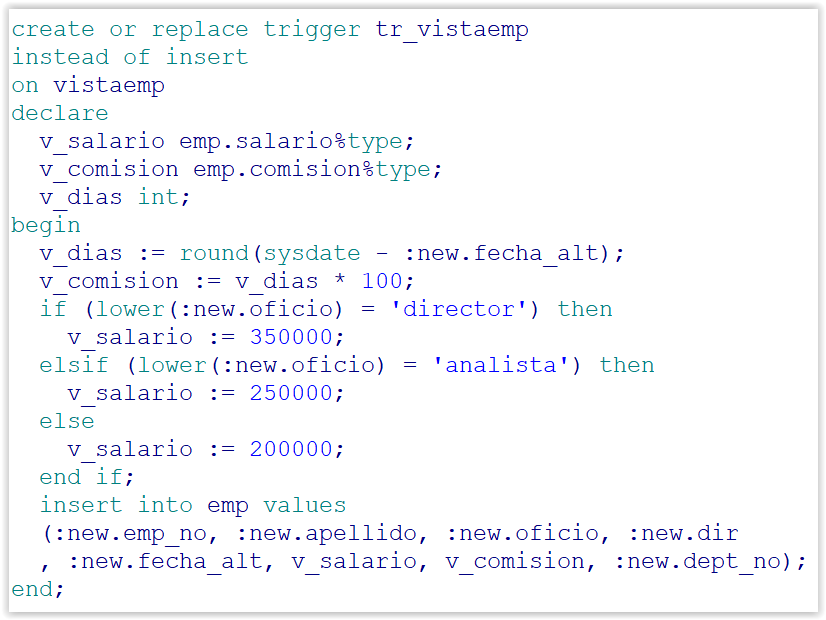 create or replace trigger tr_vistaemp
instead of insert
on vistaemp
declare
  v_salario emp.salario%type;
  v_comision emp.comision%type;
  v_dias int;
begin
  v_dias := round(sysdate - :new.fecha_alt);
  v_comision := v_dias * 100;
  if (lower(:new.oficio) = 'director') then
    v_salario := 350000;
  elsif (lower(:new.oficio) = 'analista') then
    v_salario := 250000;
  else
    v_salario := 200000;
  end if;
  insert into emp values
  (:new.emp_no, :new.apellido, :new.oficio, :new.dir
  , :new.fecha_alt, v_salario, v_comision, :new.dept_no);
end;